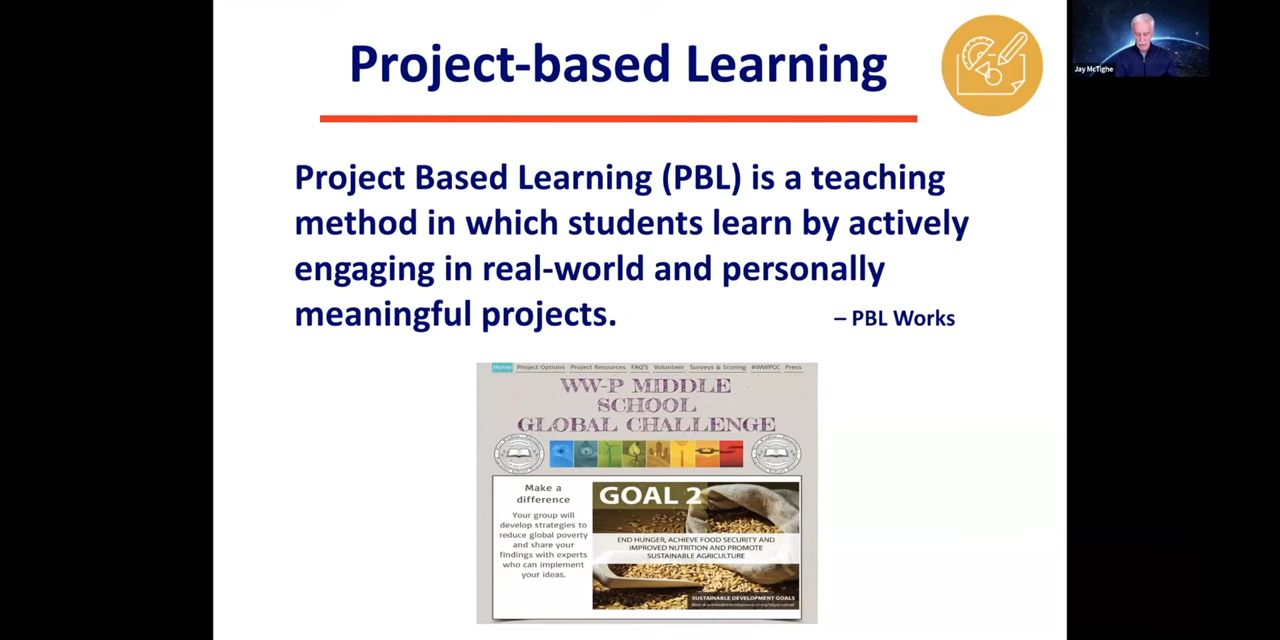 Project-based Learning
Jay McTighe
Project Based Learning (PBL) is a teaching
method in which students learn by actively
engaging in real-world and personally
meaningful projects.
– PBL Works
Home Project Options Project Resources FAQ'S Volunteer Surveys & Scoring #WWPGC Press
WW-P MIDDLE
SCHOOL
GLOBAL CHALLENGE
Make a
difference
Your group will
develop strategies to
reduce global poverty
and share your
findings with experts
who can implement
your ideas.
GOAL 2
END HUNGER, ACHIEVE FOOD SECURITY AND
IMPROVED NUTRITION AND PROMOTE
SUSTAINABLE AGRICULTURE
SUSTAINABLE DEVELOPMENT GOALS